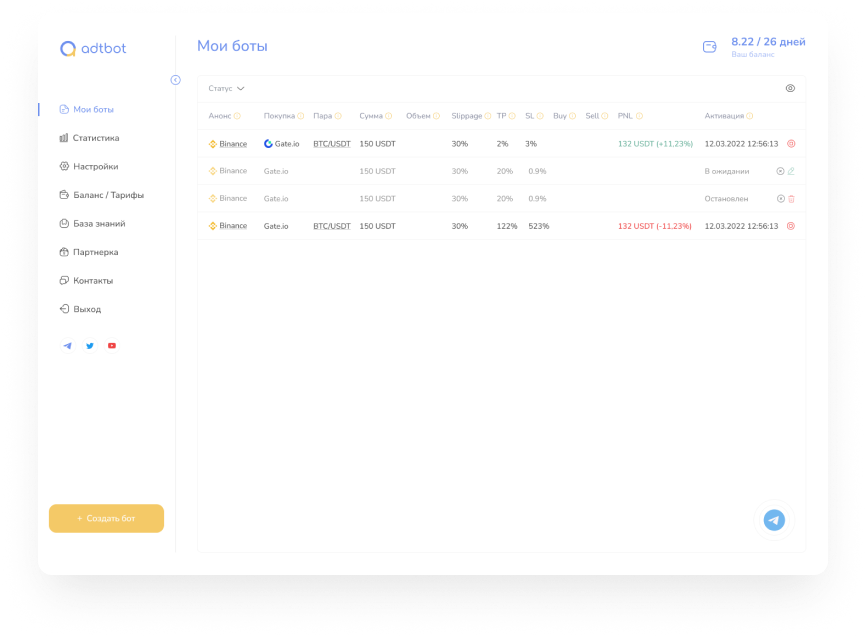 adtbot
Мои боты
8.22 / 26 дней
Ваш баланс
Мои боты
Статистика
Настройки
Баланс / Тарифы
База знаний
Партнерка
Контакты
Выход
+ Создать бот
Статус
Анонс Покупка Пара Сумма Объем Slippage TP SL Buy Sell PNL Активация
Binance Gate.io BTC/USDT 150 USDT 30% 2% 3% 132 USDT (+11,23%) 12.03.2022 12:56:13
Binance Gate.io 150 USDT 30% 20% 0.9% В ожидании
Binance Gate.io 150 USDT 30% 20% 0.9% Остановлен
Binance Gate.io BTC/USDT 150 USDT 30% 122% 523% 132 USDT (-11,23%) 12.03.2022 12:56:13